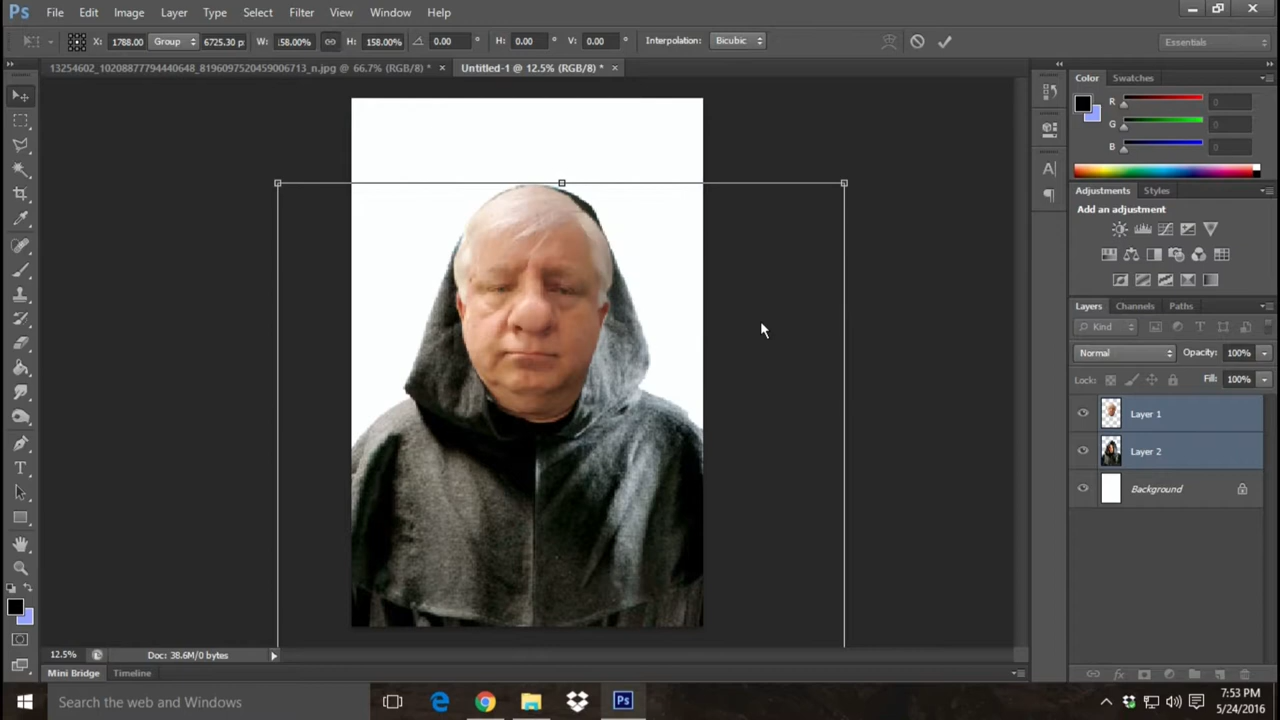 Ps File Edit Image Layer Type Select Filter View Window Help
X: 1788.00 Group 6725.30 W: 158.00% H: 158.00% 0.00 ° H: 0.00 ° V: 0.00 ° Interpolation: Bicubic Essentials
13254602_10208877794440648_8196097520459006713_n.jpg @ 66.7% (RGB/8) * × Untitled-1 @ 12.5% (RGB/8) * ×
Color Swatches
R 0
G 0
B 0
Adjustments Styles
Add an adjustment
Layers Channels Paths
Kind
Normal Opacity: 100%
Lock: Fill: 100%
Layer 1
Layer 2
Background
12.5% Doc: 38.6M/0 bytes
Mini Bridge Timeline
Search the web and Windows
7:53 PM
5/24/2016